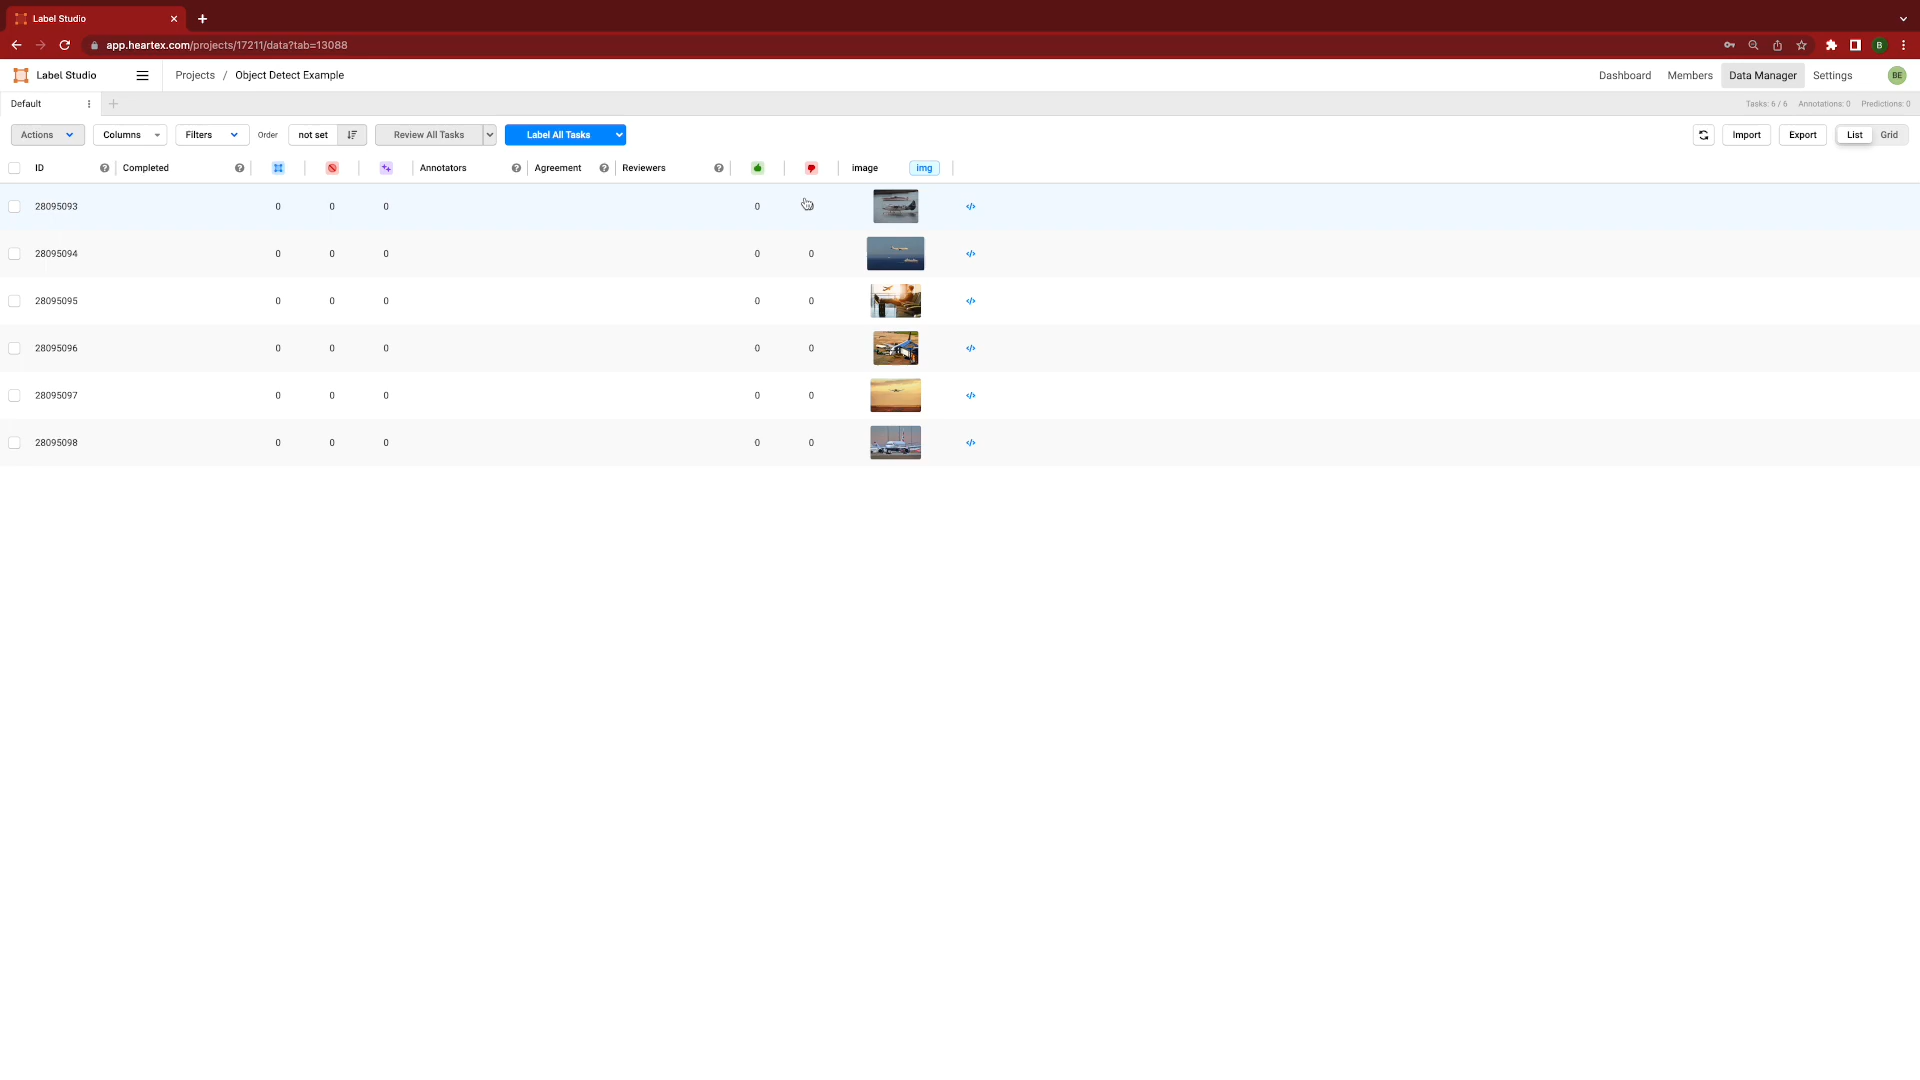 Label Studio
app.heartex.com/projects/17211/data?tab=13088
B
Label Studio
Projects / Object Detect Example
Dashboard
Members
Data Manager
Settings
BE
Default
Tasks: 6 / 6 Annotations: 0 Predictions: 0
Actions
Columns
Filters
Order
not set
Review All Tasks
Label All Tasks
Import
Export
List
Grid
ID Completed Annotators Agreement Reviewers image img
28095093 0 0 0 0 </>
28095094 0 0 0 0 0 </>
28095095 0 0 0 0 0 </>
28095096 0 0 0 0 0 </>
28095097 0 0 0 0 0 </>
28095098 0 0 0 0 0 </>